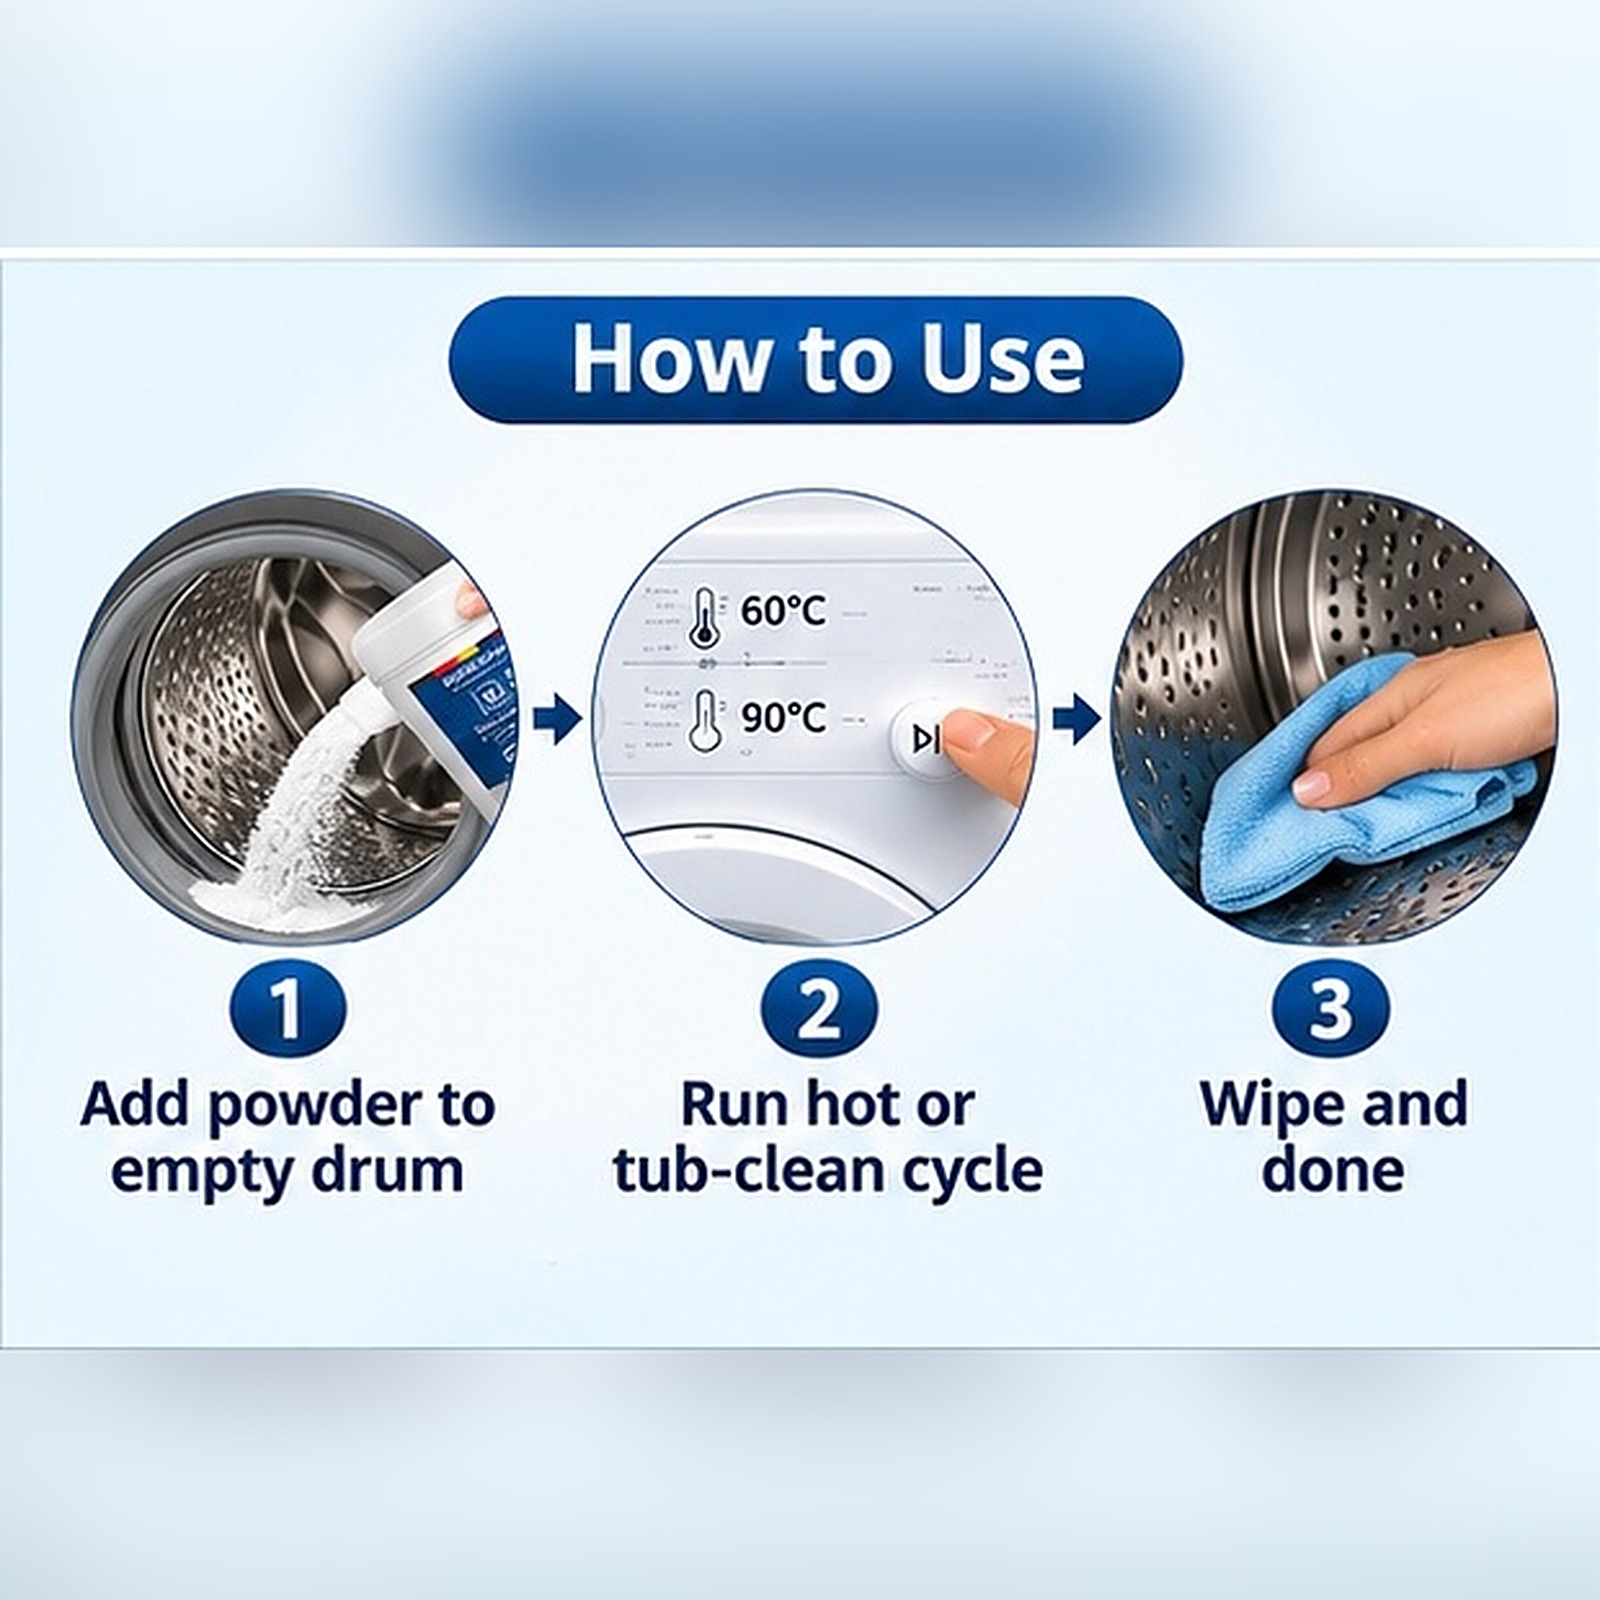 How to Use
60°C
90°C
1
Add powder to
empty drum
2
Run hot or
tub-clean cycle
3
Wipe and
done